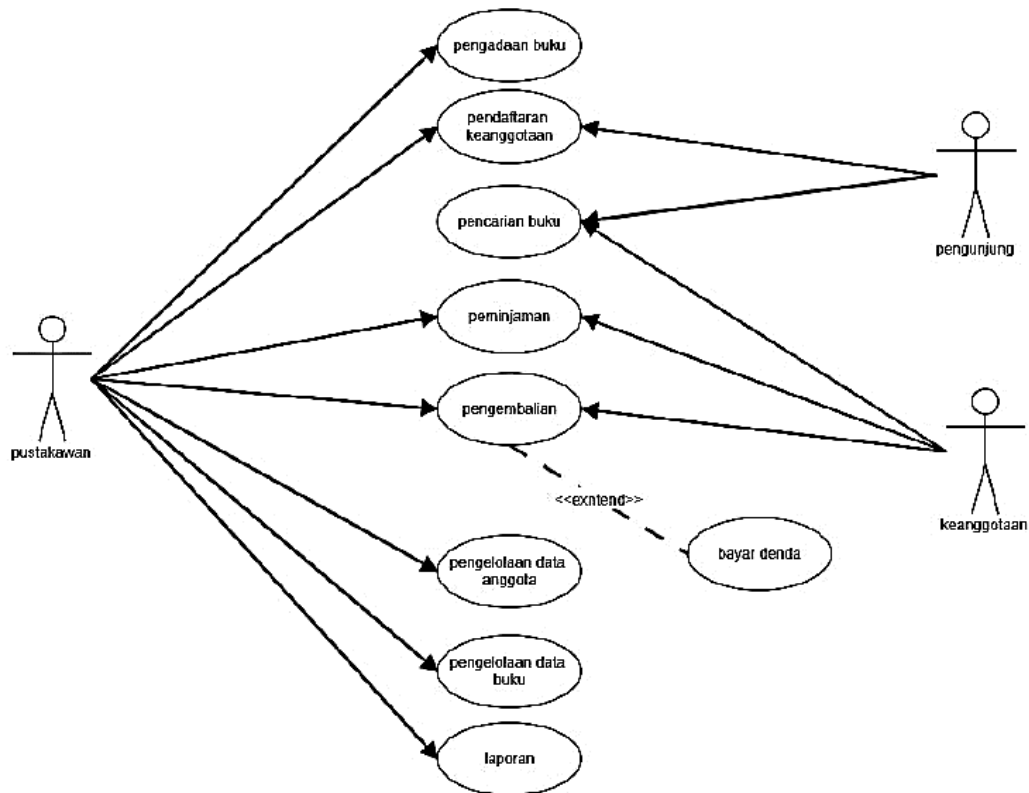 pengadaan buku
pendaftaran
keanggotaan
pencarian buku
peminjaman
pengembalian
<<exntend>>
bayar denda
pengelolaan data
anggota
pengelolaan data
buku
laporan
pustakawan
pengunjung
keanggotaan